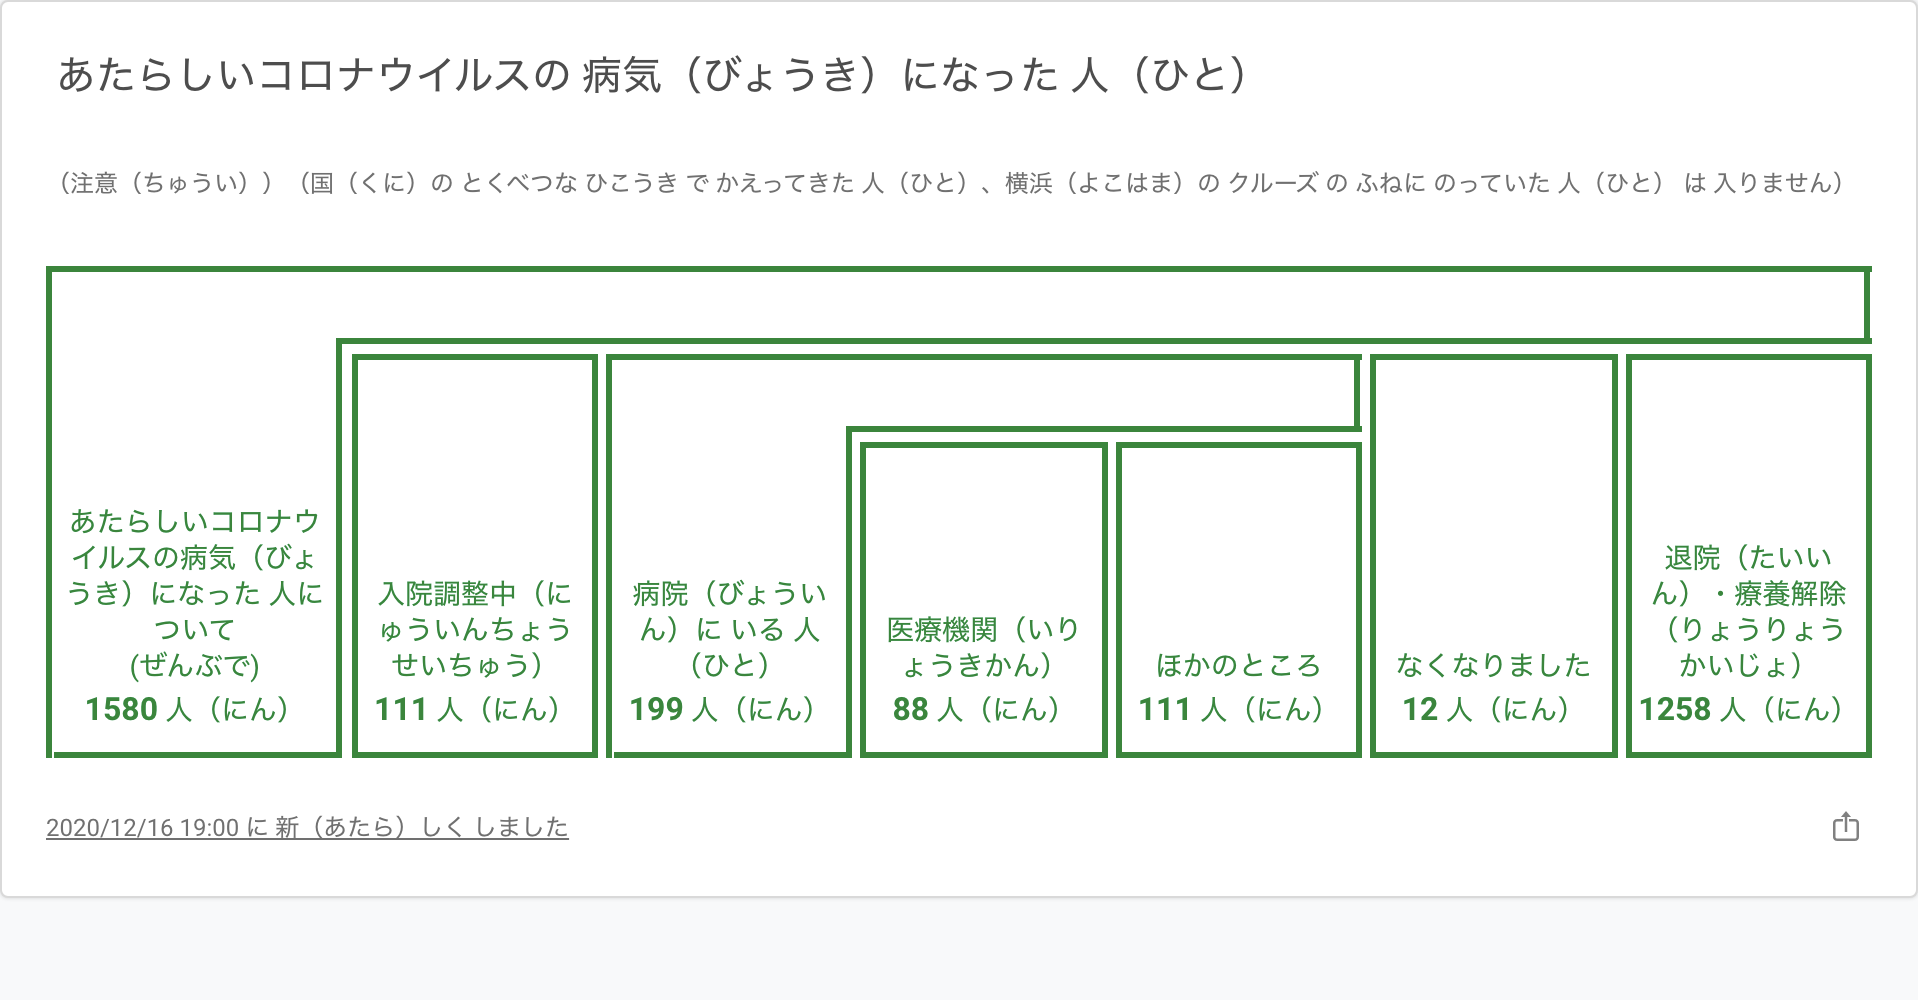 あたらしいコロナウイルスの 病気（びょうき）になった 人（ひと）
（注意（ちゅうい））（国（くに）の とくべつな ひこうき で かえってきた 人（ひと）、横浜（よこはま）の クルーズ の ふねに のっていた 人（ひと） は 入りません）
あたらしいコロナウ
イルスの病気（びょ
うき）になった 人に
ついて
(ぜんぶで)
1580 人（にん）
入院調整中（に
ゅういんちょう
せいちゅう）
111 人（にん）
病院（びょうい
ん）に いる 人
（ひと）
199 人（にん）
医療機関（いり
ょうきかん）
88 人（にん）
ほかのところ
111 人（にん）
なくなりました
12 人（にん）
退院（たいい
ん）・療養解除
（りょうりょう
かいじょ）
1258 人（にん）
2020/12/16 19:00 に 新（あたら）しく しました